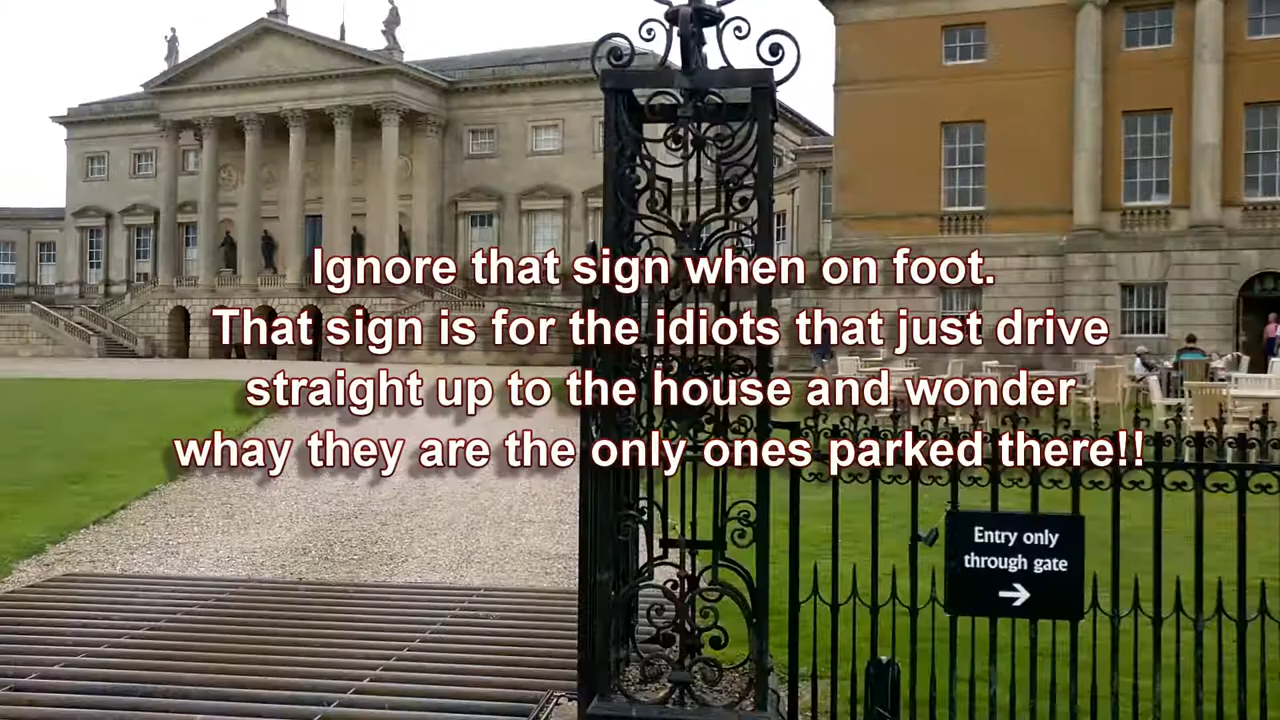 Ignore that sign when on foot.
That sign is for the idiots that just drive
straight up to the house and wonder
whay they are the only ones parked there!!
Entry only
through gate